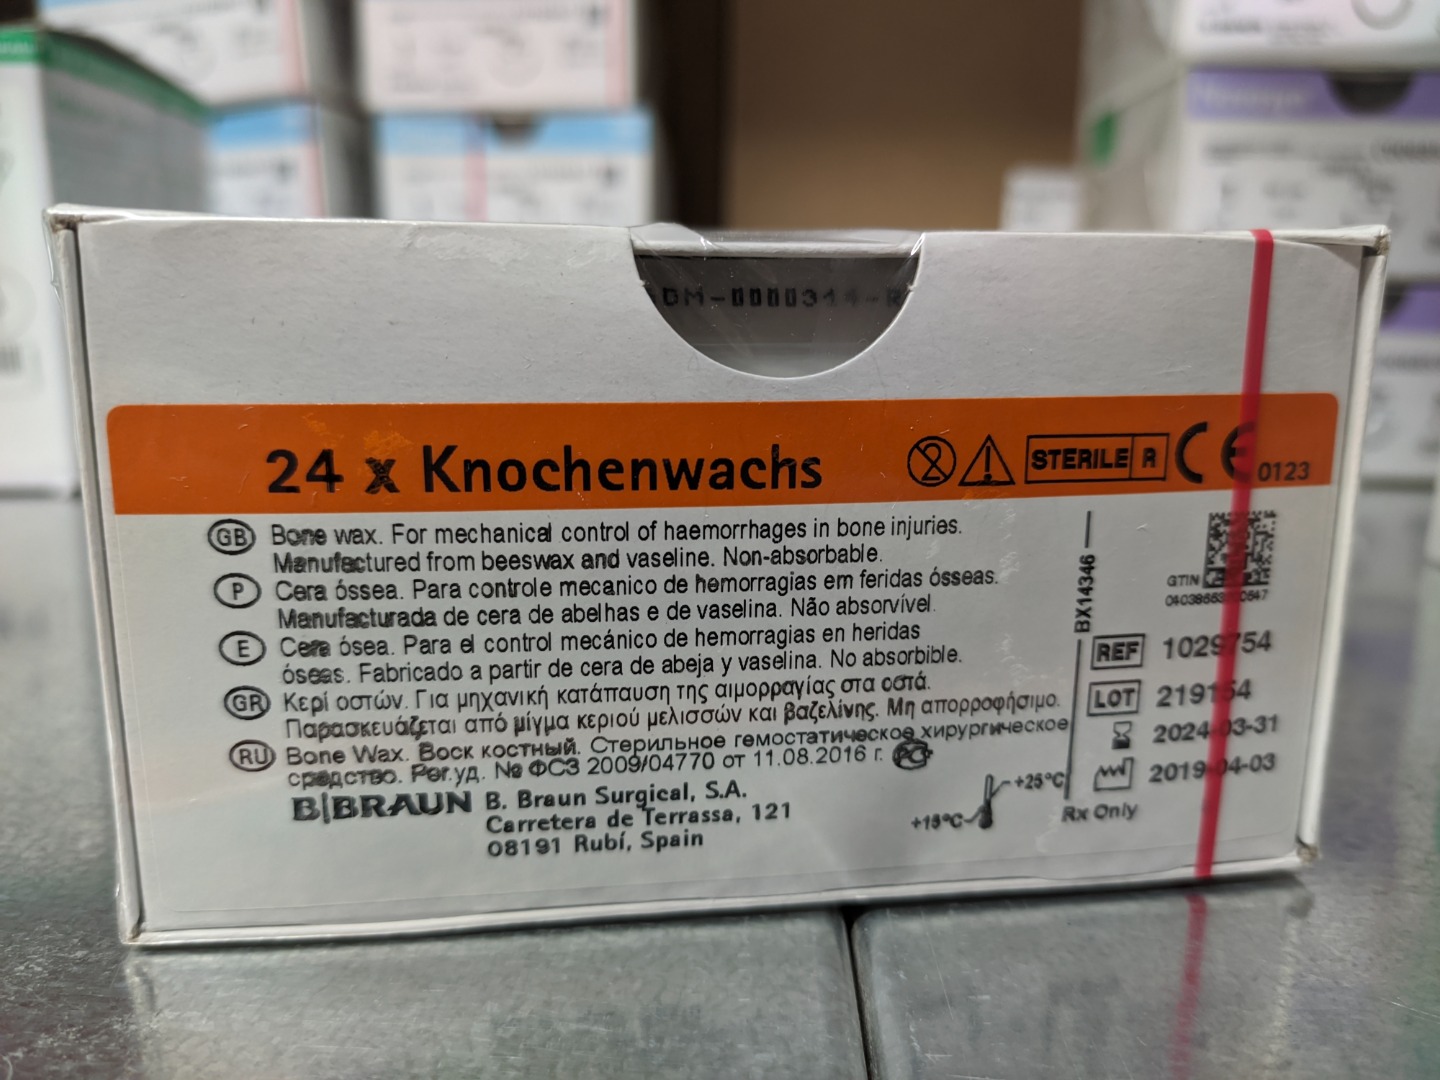 24 x Knochenwachs
STERILE R
0123
GB Bone wax. For mechanical control of haemorrhages in bone injuries.
Manufactured from beeswax and vaseline. Non-absorbable.
P Cera óssea. Para controle mecanico de hemorragias em feridas ósseas.
Manufacturada de cera de abelhas e de vaselina. Não absorvível.
E Cera ósea. Para el control mecánico de hemorragias en heridas
óseas. Fabricado a partir de cera de abeja y vaselina. No absorbible.
GR Κερί οστών. Για μηχανική κατάπαυση της αιμορραγίας στα οστά.
Παρασκευάζεται από μίγμα κεριού μελισσών και βαζελίνης. Μη απορροφήσιμο.
RU Bone Wax. Воск костный. Стерильное гемостатическое хирургическое
средство. Рег.уд. № ФСЗ 2009/04770 от 11.08.2016 г.
B|BRAUN
B. Braun Surgical, S.A.
Carretera de Terrassa, 121
08191 Rubí, Spain
+15°C
+25°C
BX14346
GTIN
REF 1029754
LOT
2024-03-31
2019-04-03
Rx Only